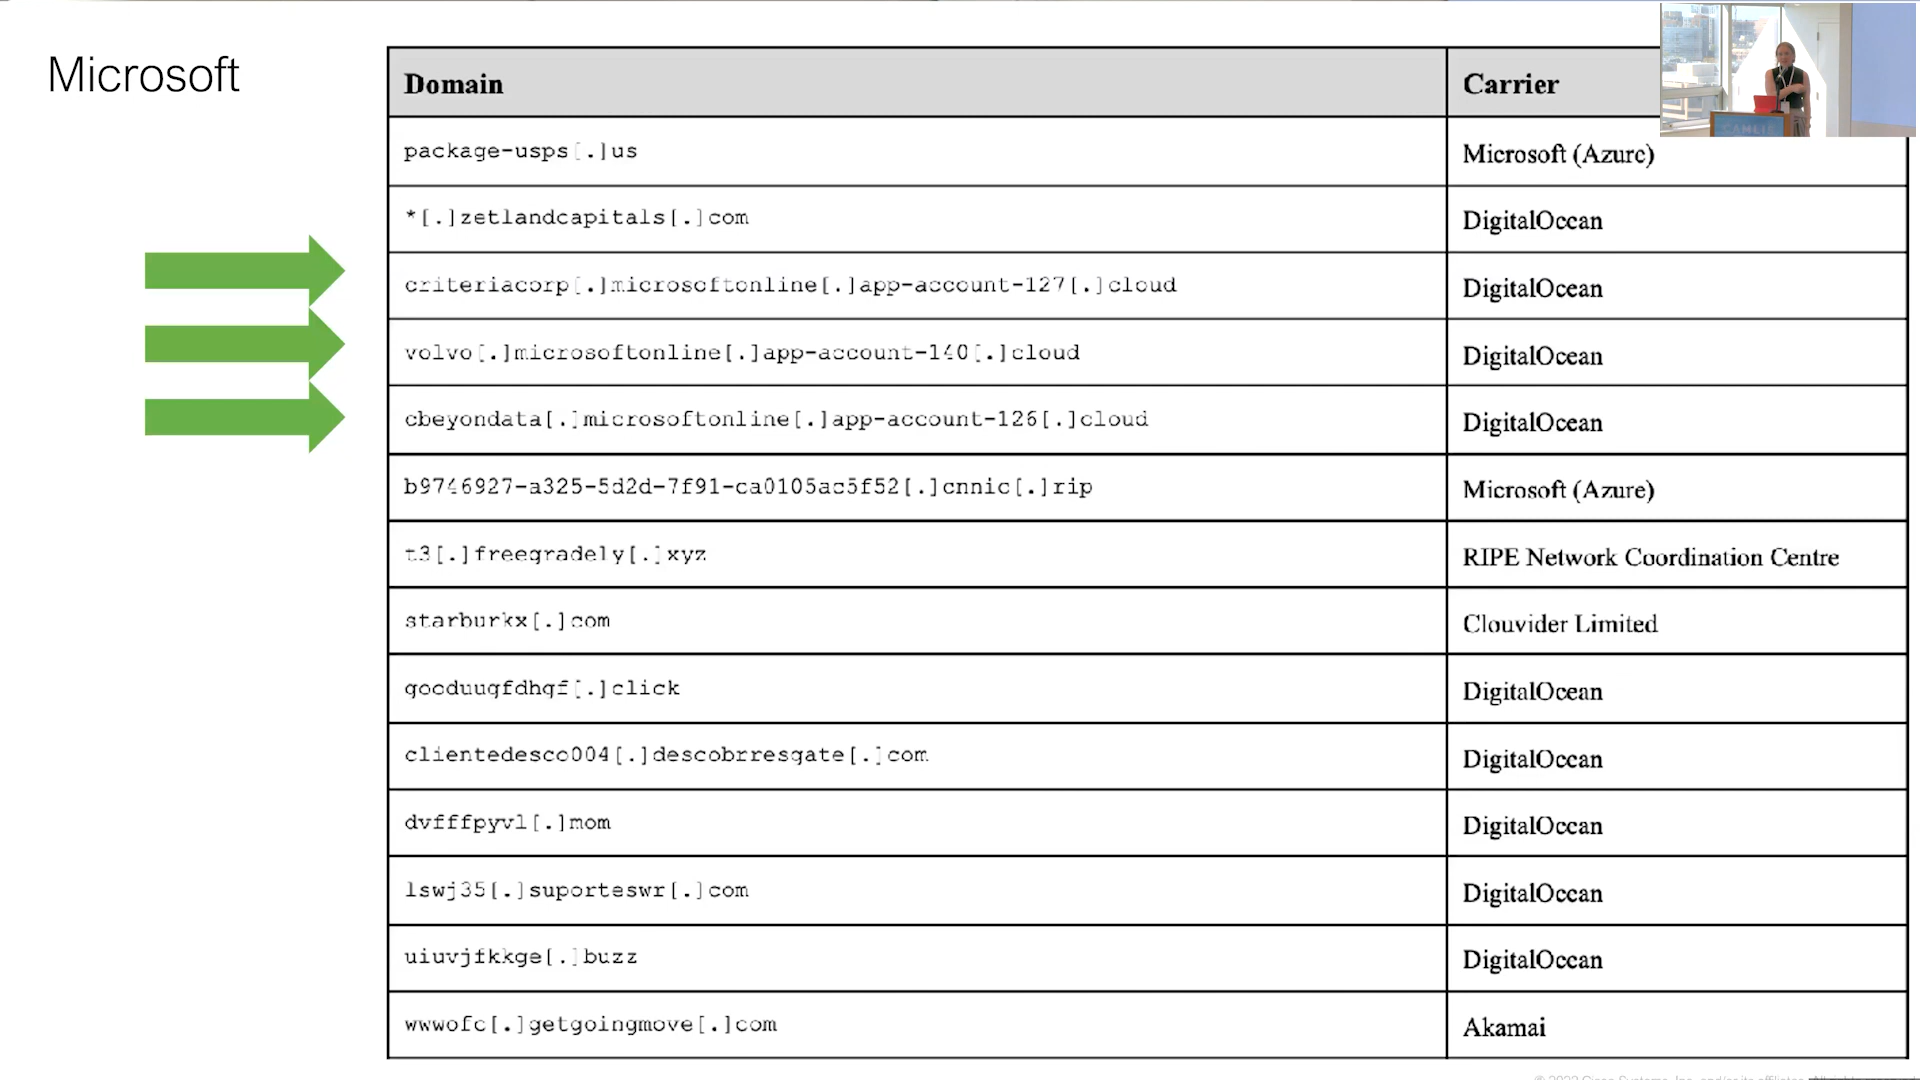 Microsoft
Domain Carrier
package-usps[.]us Microsoft (Azure)
*[.]zetlandcapitals[.]com DigitalOcean
criteriacorp[.]microsoftonline[.]app-account-127[.]cloud DigitalOcean
volvo[.]microsoftonline[.]app-account-140[.]cloud DigitalOcean
cbeyondata[.]microsoftonline[.]app-account-126[.]cloud DigitalOcean
b9746927-a325-5d2d-7f91-ca0105ac5f52[.]cnnic[.]rip Microsoft (Azure)
t3[.]freegradely[.]xyz RIPE Network Coordination Centre
starburkx[.]com Clouvider Limited
gooduugfdhgf[.]click DigitalOcean
clientedesco004[.]descobrresgate[.]com DigitalOcean
dvfffpyvl[.]mom DigitalOcean
lswj35[.]suporteswr[.]com DigitalOcean
uiuvjfkkge[.]buzz DigitalOcean
wwwofc[.]getgoingmove[.]com Akamai
CAMLIS